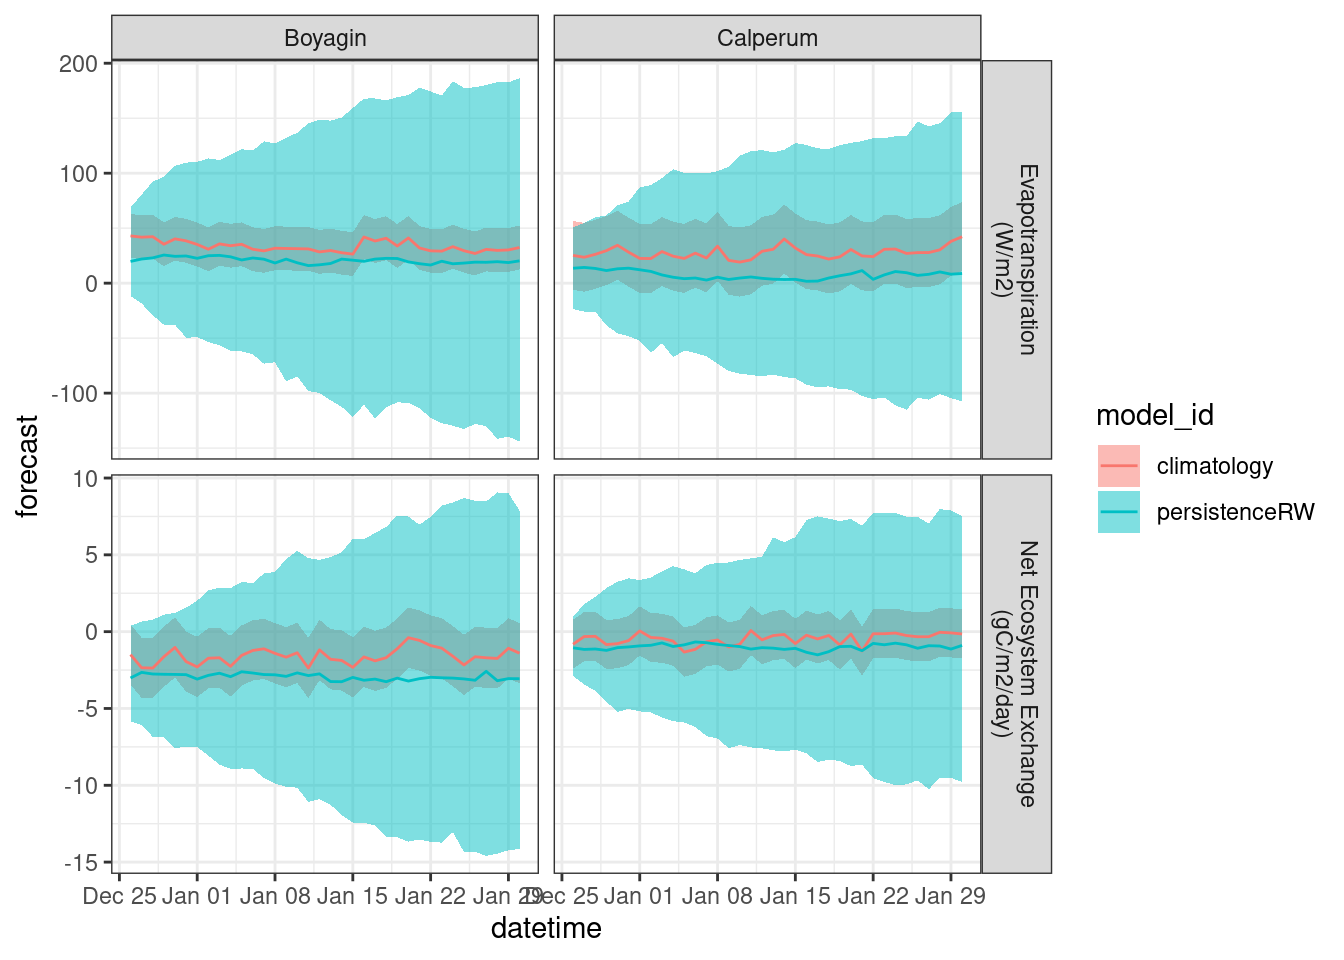 Boyagin
Calperum
200
100
0
-100
Evapotranspiration
(W/m2)
10
5
0
-5
-10
-15
Net Ecosystem Exchange
(gC/m2/day)
forecast
Dec 25 Jan 01 Jan 08 Jan 15 Jan 22 Jan 29
Dec 25 Jan 01 Jan 08 Jan 15 Jan 22 Jan 29
datetime
model_id
climatology
persistenceRW